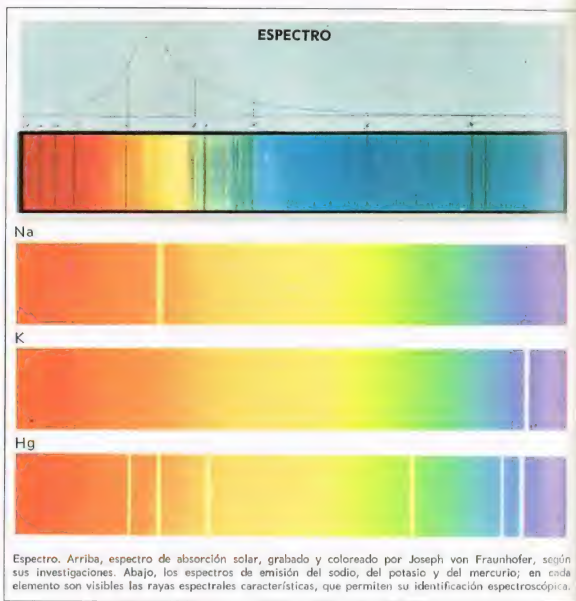 ESPECTRO
Na
K
Hg
Espectro. Arriba, espectro de absorción solar, grabado y coloreado por Joseph von Fraunhofer, según
sus investigaciones. Abajo, los espectros de emisión del sodio, del potasio y del mercurio; en cada
elemento son visibles las rayas espectrales características, que permiten su identificación espectroscópica.